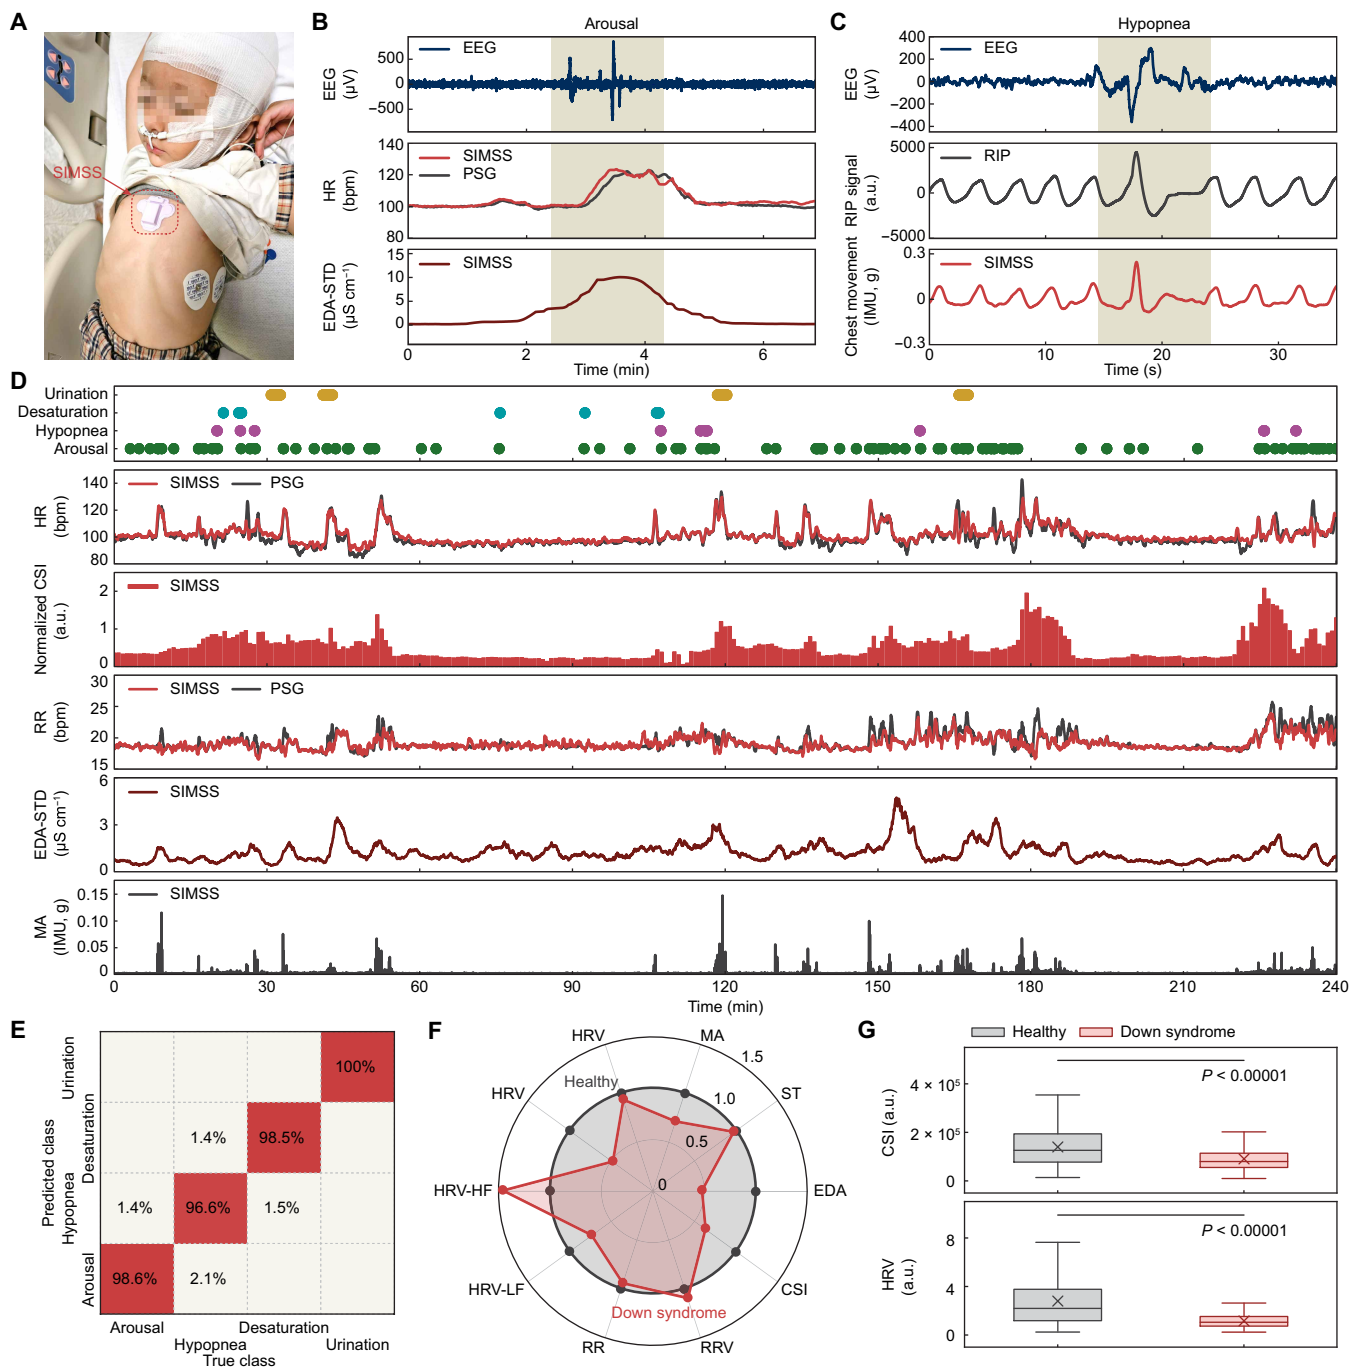 A
SIMSS
B
Arousal
EEG
EEG
(µV)
500
0
−500
SIMSS
PSG
HR
(bpm)
140
120
100
80
SIMSS
EDA-STD
(µS cm⁻¹)
15
10
5
0
0 2 4 6
Time (min)
C
Hypopnea
EEG
EEG
(µV)
400
200
0
−200
−400
RIP
RIP signal
(a.u.)
5000
0
−5000
SIMSS
Chest movement
(IMU, g)
0.3
0
−0.3
0 10 20 30
Time (s)
D
Urination
Desaturation
Hypopnea
Arousal
SIMSS PSG
HR
(bpm)
140
120
100
80
SIMSS
Normalized CSI
(a.u.)
2
1
0
SIMSS PSG
RR
(bpm)
30
25
20
15
SIMSS
EDA-STD
(µS cm⁻¹)
6
3
0
SIMSS
MA
(IMU, g)
0.15
0.10
0.05
0
0 30 60 90 120 150 180 210 240
Time (min)
E
Predicted class
Urination
Desaturation
Hypopnea
Arousal
100%
1.4% 98.5%
1.4% 96.6% 1.5%
98.6% 2.1%
Arousal
Hypopnea
Desaturation
Urination
True class
F
HRV
MA
1.5
Healthy
1.0
HRV
ST
0.5
HRV-HF
0
EDA
HRV-LF
CSI
Down syndrome
RR
RRV
G
Healthy Down syndrome
P < 0.00001
CSI (a.u.)
4 × 10⁵
2 × 10⁵
0
P < 0.00001
HRV
(a.u.)
8
4
0